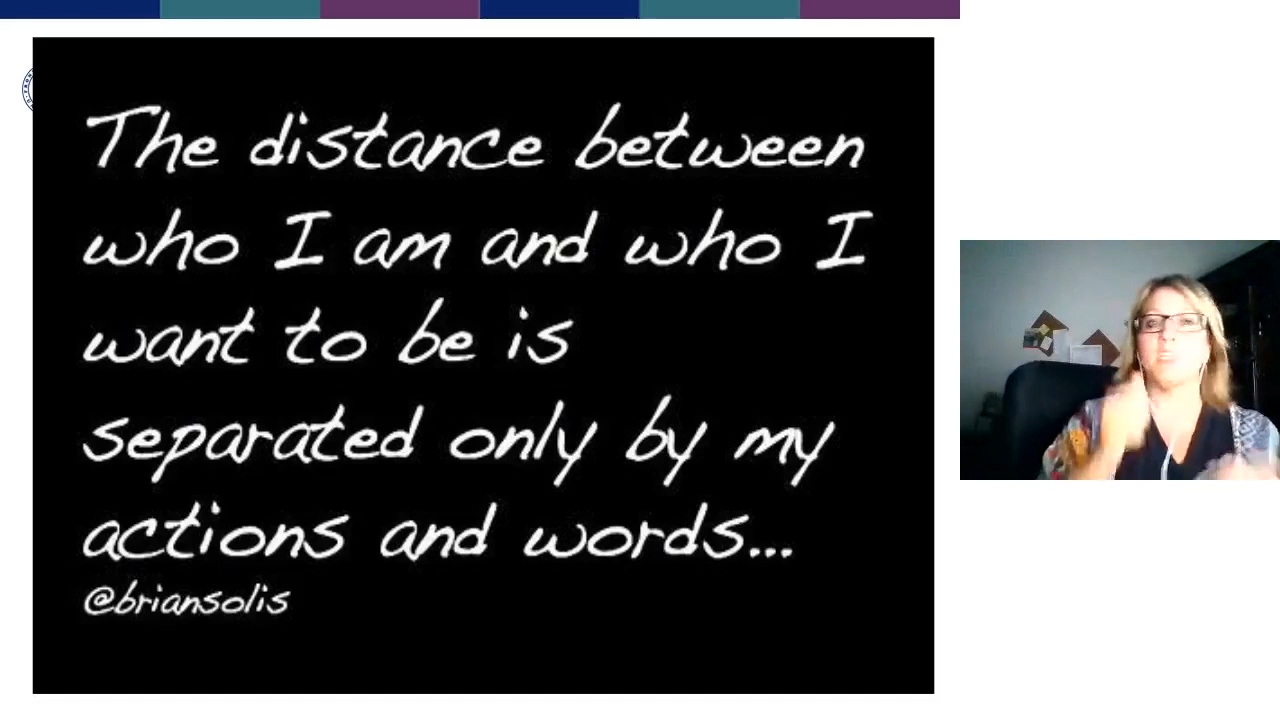 The distance between
who I am and who I
want to be is
separated only by my
actions and words...
@briansolis